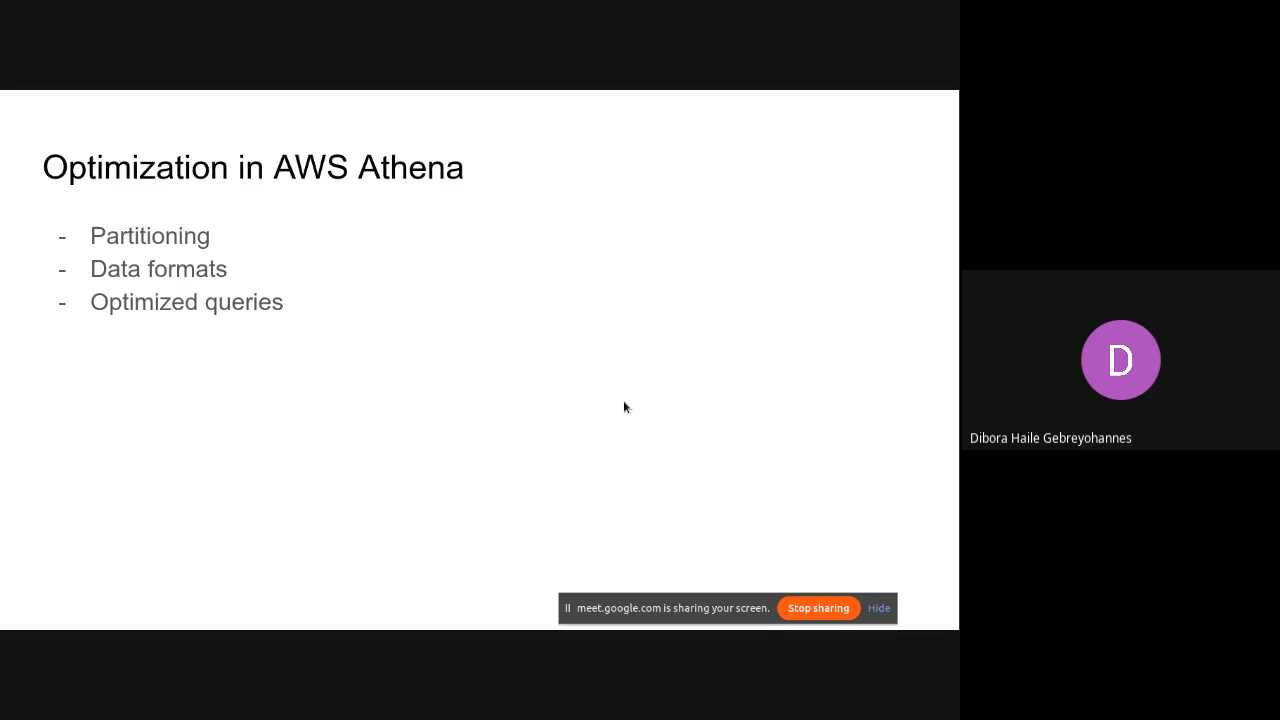 Optimization in AWS Athena
- Partitioning
- Data formats
- Optimized queries
D
Dibora Haile Gebreyohannes
meet.google.com is sharing your screen. Stop sharing Hide